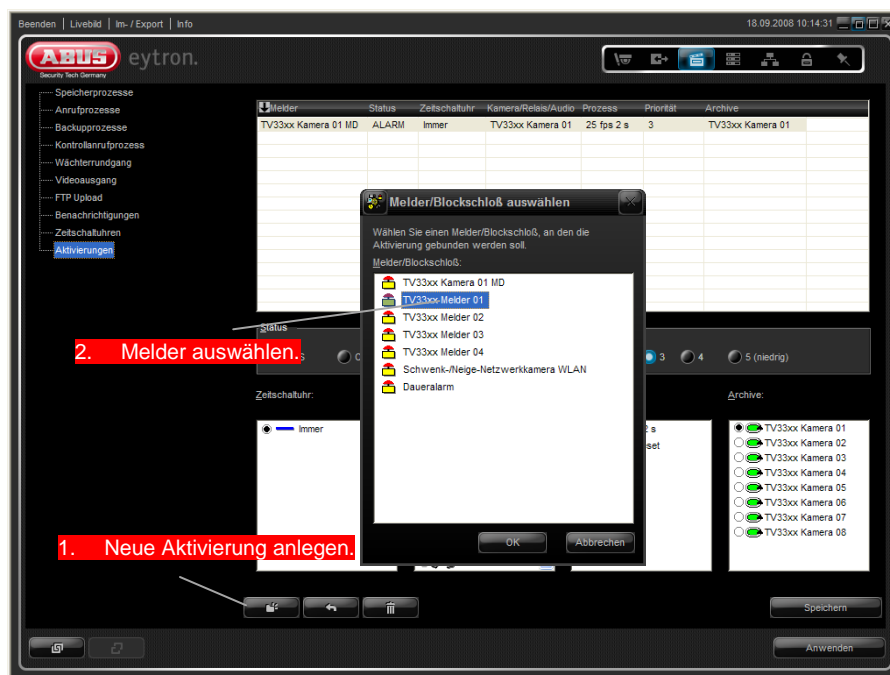 Beenden | Livebild | Im- / Export | Info
18.09.2008 10:14:31
ABUS eytron.
Security Tech Germany
Speicherprozesse
Anrufprozesse
Backupprozesse
Kontrollanrufprozess
Wächterrundgang
Videoausgang
FTP Upload
Benachrichtigungen
Zeitschaltuhren
Aktivierungen
Melder Status Zeitschaltuhr Kamera/Relais/Audio Prozess Priorität Archive
TV33xx Kamera 01 MD ALARM Immer TV33xx Kamera 01 25 fps 2 s 3 TV33xx Kamera 01
Melder/Blockschloß auswählen
Wählen Sie einen Melder/Blockschloß, an den die
Aktivierung gebunden werden soll.
Melder/Blockschloß:
TV33xx Kamera 01 MD
TV33xx Melder 01
TV33xx Melder 02
TV33xx Melder 03
TV33xx Melder 04
Schwenk-/Neige-Netzwerkkamera WLAN
Daueralarm
OK Abbrechen
Status
2. Melder auswählen.
3 4 5 (niedrig)
Zeitschaltuhr:
Immer
2 s
set
Archive:
TV33xx Kamera 01
TV33xx Kamera 02
TV33xx Kamera 03
TV33xx Kamera 04
TV33xx Kamera 05
TV33xx Kamera 06
TV33xx Kamera 07
TV33xx Kamera 08
1. Neue Aktivierung anlegen.
Speichern
Anwenden